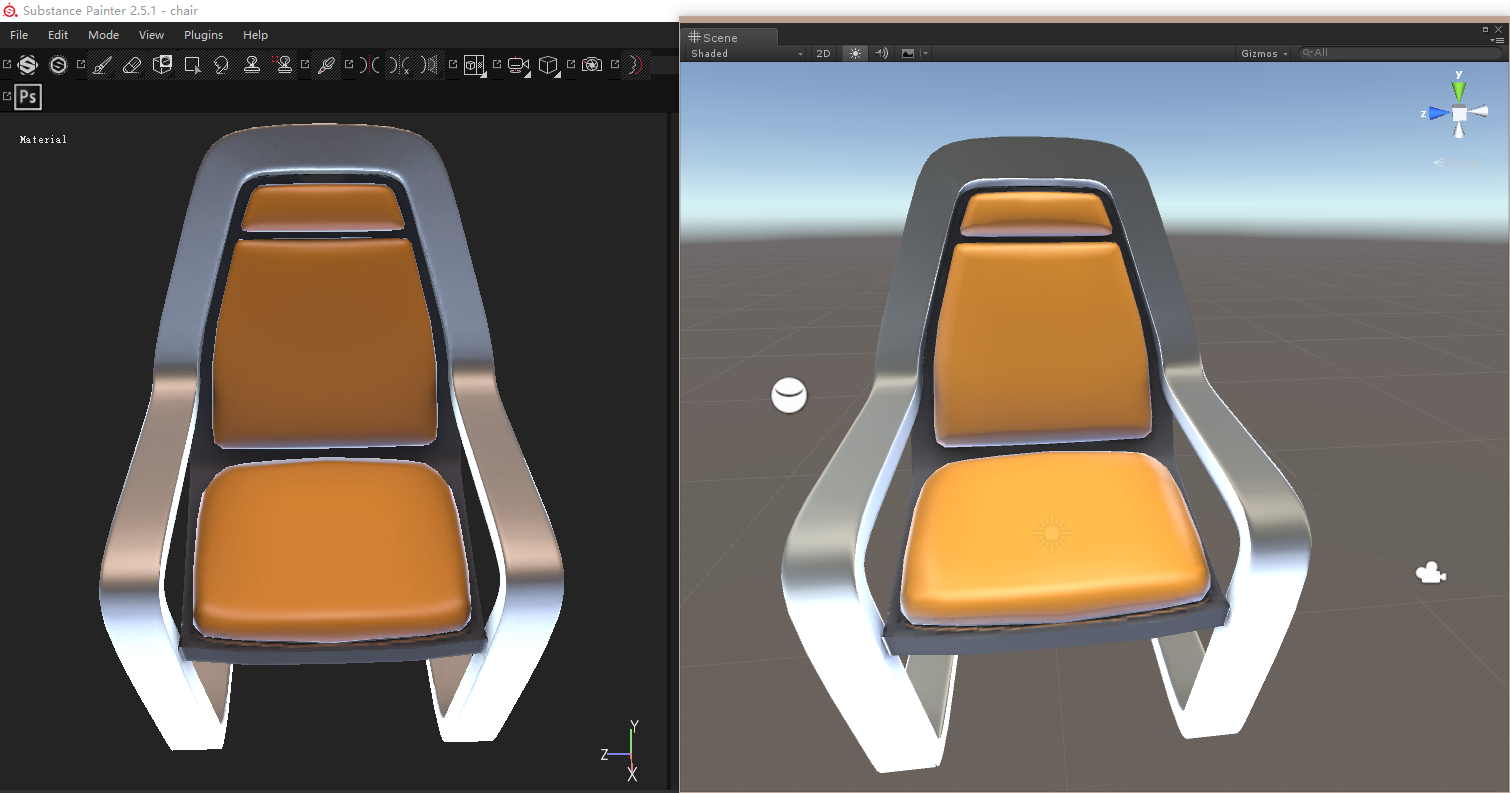 Substance Painter 2.5.1 - chair
File Edit Mode View Plugins Help
Ps
Material
Y
Z
X
Scene
Shaded 2D Gizmos All
y
z